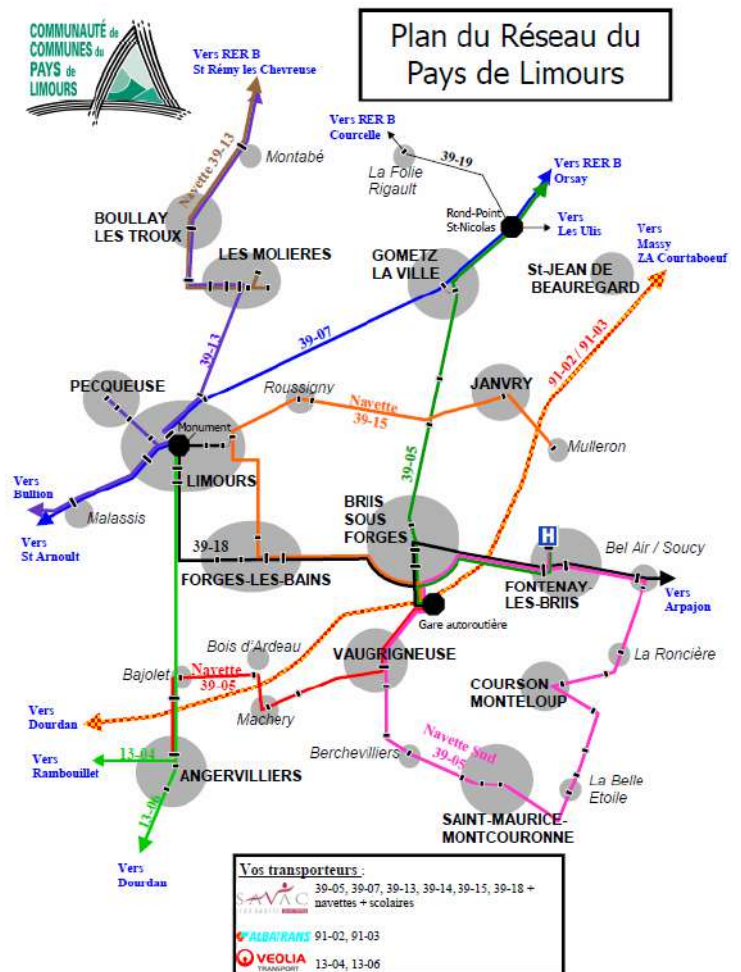 COMMUNAUTÉ de
COMMUNES du
PAYS de
LIMOURS
Plan du Réseau du
Pays de Limours
Vers RER B
St Rémy les Chevreuse
Montabé
Navette 39-13
BOULLAY
LES TROUX
LES MOLIERES
Vers RER B
Courcelle
39-19
La Folie
Rigault
Vers RER B
Orsay
Rond-Point
St-Nicolas
Vers
Les Ulis
Vers
Massy
ZA Courtaboeuf
GOMETZ
LA VILLE
St-JEAN DE
BEAUREGARD
39-13
39-07
91-02 / 91-03
PECQUEUSE
Roussigny
Navette
39-15
JANVRY
Mulleron
Monument
LIMOURS
39-05
Vers
Bullion
Malassis
Vers
St Arnoult
BRIIS
SOUS
FORGES
H
39-18
FORGES-LES-BAINS
Bel Air / Soucy
FONTENAY-
LES-BRIIS
Vers
Arpajon
Gare autoroutière
Bois d'Ardeau
VAUGRIGNEUSE
La Roncière
Bajolet
Navette
39-05
Machery
COURSON
MONTELOUP
Vers
Dourdan
Navette Sud
39-05
Berchevilliers
13-04
Vers
Rambouillet
ANGERVILLIERS
La Belle
Etoile
13-06
SAINT-MAURICE-
MONTCOURONNE
Vers
Dourdan
Vos transporteurs :
SAVAC
39-05, 39-07, 39-13, 39-14, 39-15, 39-18 +
navettes + scolaires
ALBATRANS 91-02, 91-03
VEOLIA
TRANSPORT
13-04, 13-06